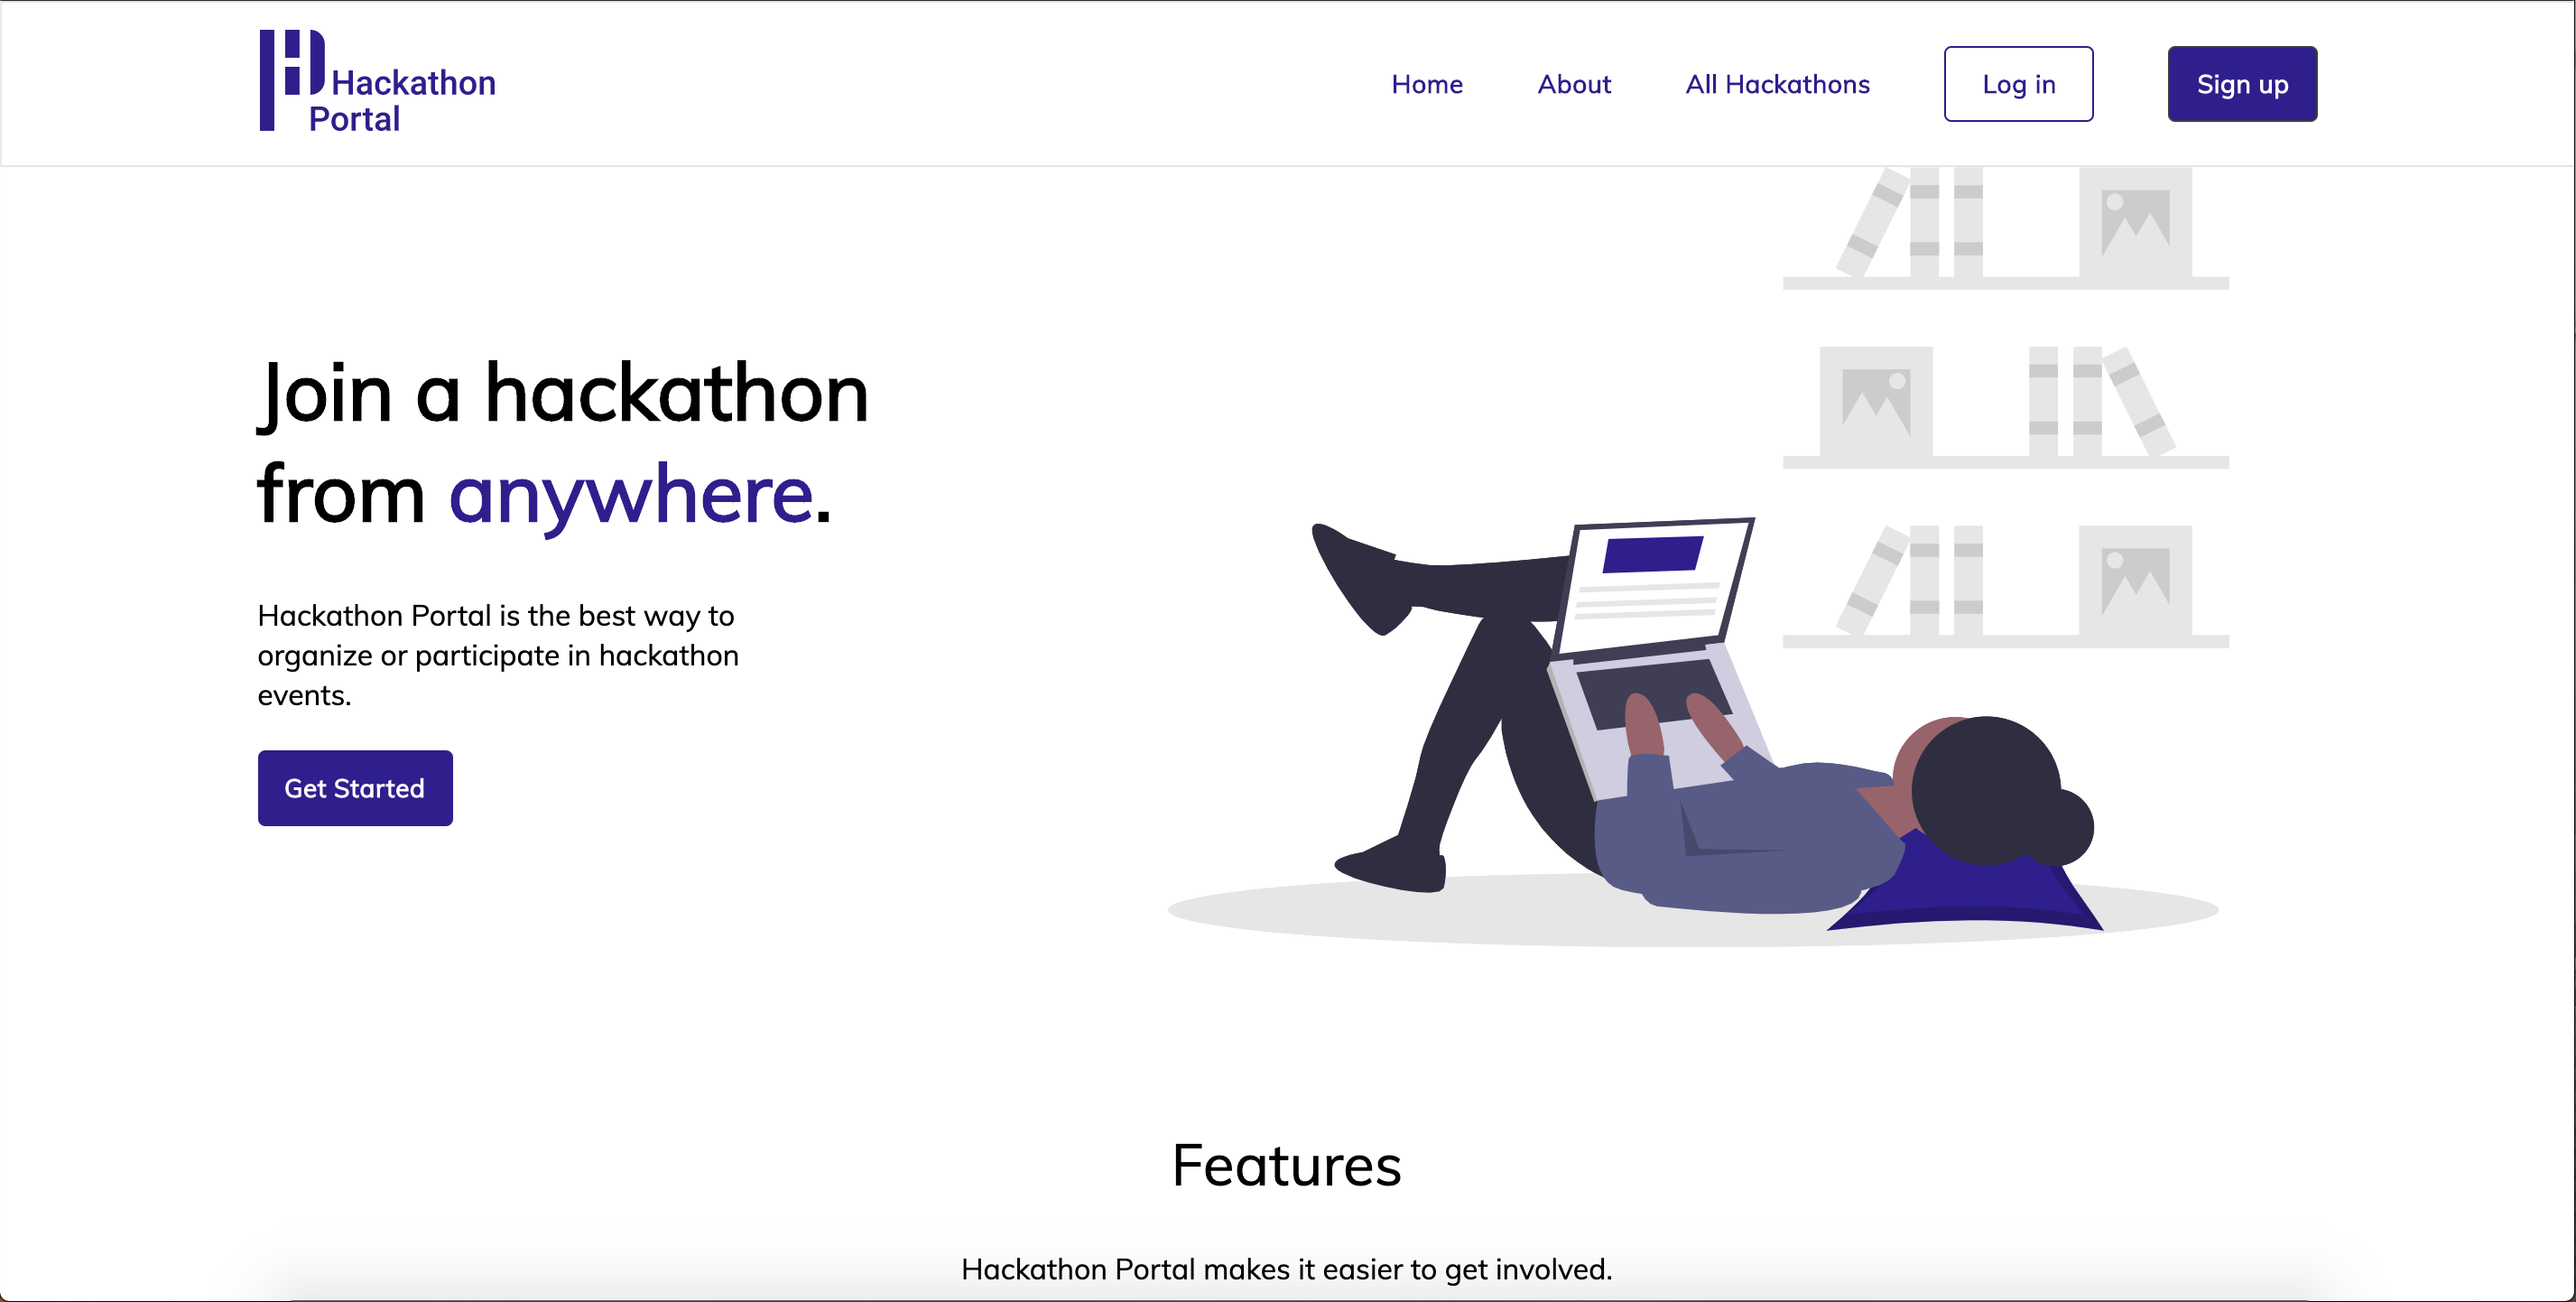 Hackathon
Portal
Home
About
All Hackathons
Log in
Sign up
Join a hackathon
from anywhere.
Hackathon Portal is the best way to
organize or participate in hackathon
events.
Get Started
Features
Hackathon Portal makes it easier to get involved.